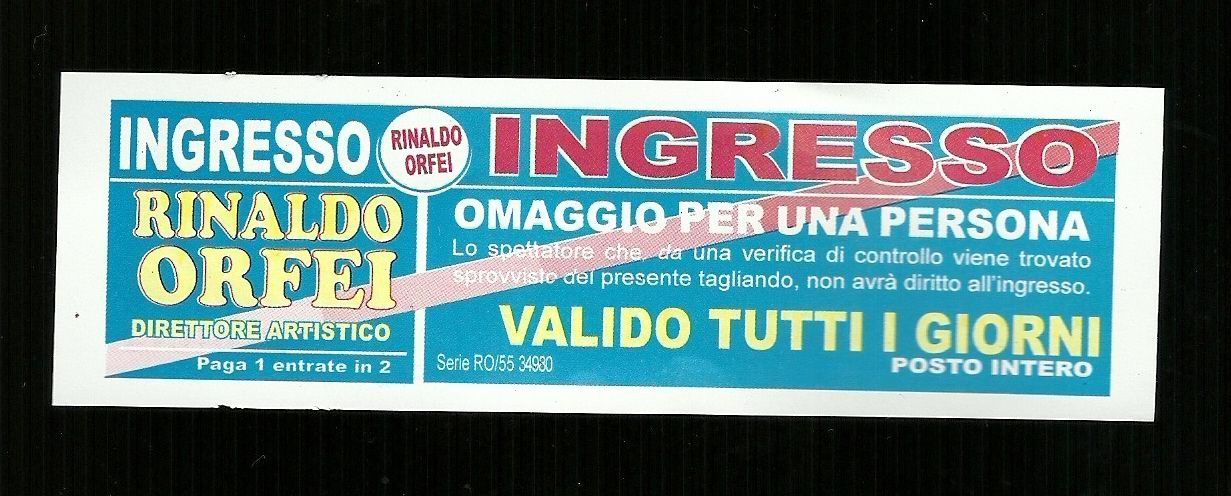 INGRESSO
RINALDO
ORFEI
RINALDO
ORFEI
DIRETTORE ARTISTICO
Paga 1 entrate in 2
INGRESSO
OMAGGIO PER UNA PERSONA
Lo spettatore che, da una verifica di controllo viene trovato
sprovvisto del presente tagliando, non avrà diritto all'ingresso.
VALIDO TUTTI I GIORNI
Serie RO/55 34980
POSTO INTERO